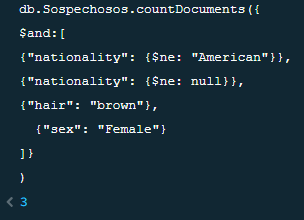 db.Sospechosos.countDocuments({
$and:[
{"nationality": {$ne: "American"}},
{"nationality": {$ne: null}},
{"hair": "brown"},
{"sex": "Female"}
]}
)
< 3